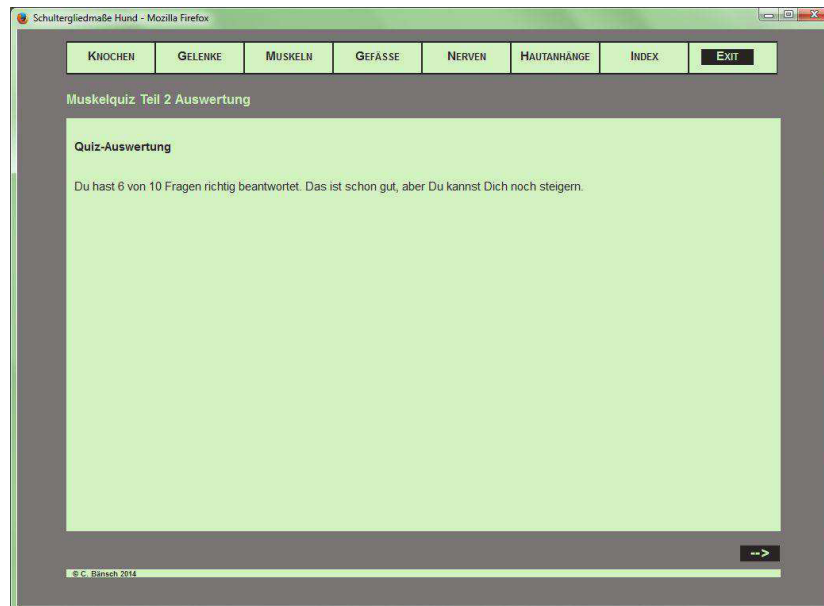 Schultergliedmaße Hund - Mozilla Firefox
KNOCHEN GELENKE MUSKELN GEFÄSSE NERVEN HAUTANHÄNGE INDEX EXIT
Muskelquiz Teil 2 Auswertung
Quiz-Auswertung
Du hast 6 von 10 Fragen richtig beantwortet. Das ist schon gut, aber Du kannst Dich noch steigern.
-->
© C. Bänsch 2014